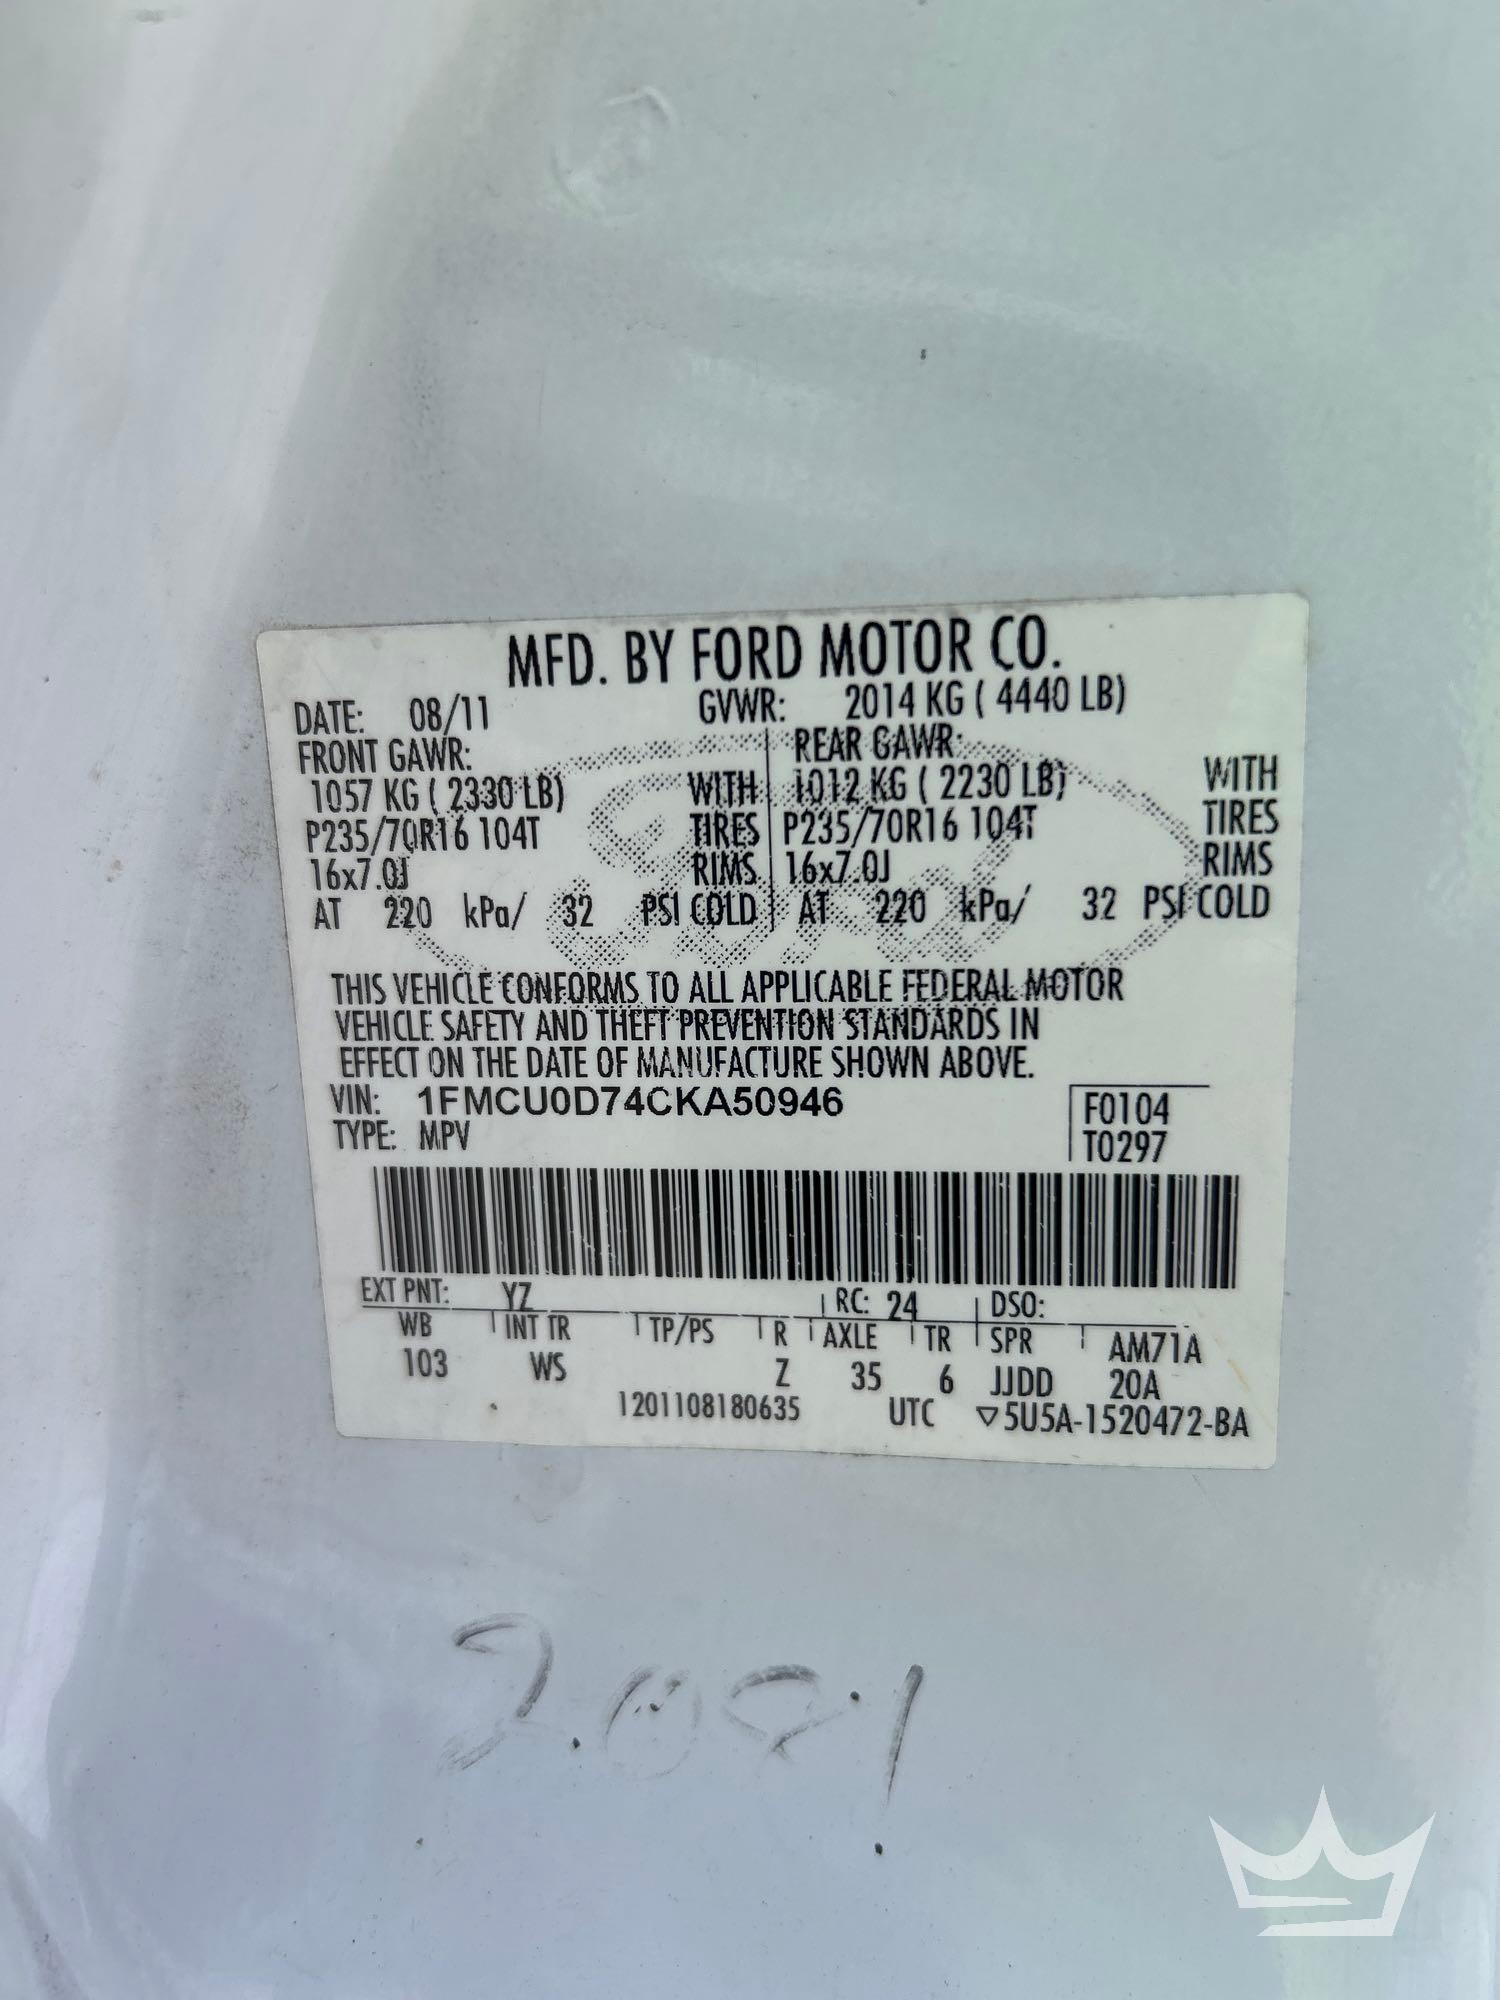 MFD. BY FORD MOTOR CO.
DATE: 08/11 GVWR: 2014 KG ( 4440 LB)
FRONT GAWR: REAR GAWR:
1057 KG ( 2330 LB) WITH 1012 KG ( 2230 LB) WITH
P235/70R16 104T TIRES P235/70R16 104T TIRES
16x7.0J RIMS 16x7.0J RIMS
AT 220 kPa/ 32 PSI COLD AT 220 kPa/ 32 PSI COLD
THIS VEHICLE CONFORMS TO ALL APPLICABLE FEDERAL MOTOR
VEHICLE SAFETY AND THEFT PREVENTION STANDARDS IN
EFFECT ON THE DATE OF MANUFACTURE SHOWN ABOVE.
VIN: 1FMCU0D74CKA50946 F0104
TYPE: MPV T0297
EXT PNT: YZ RC: 24 DSO:
WB INT TR TP/PS R AXLE TR SPR AM71A
103 WS Z 35 6 JJDD 20A
1201108180635 UTC ▽5U5A-1520472-BA